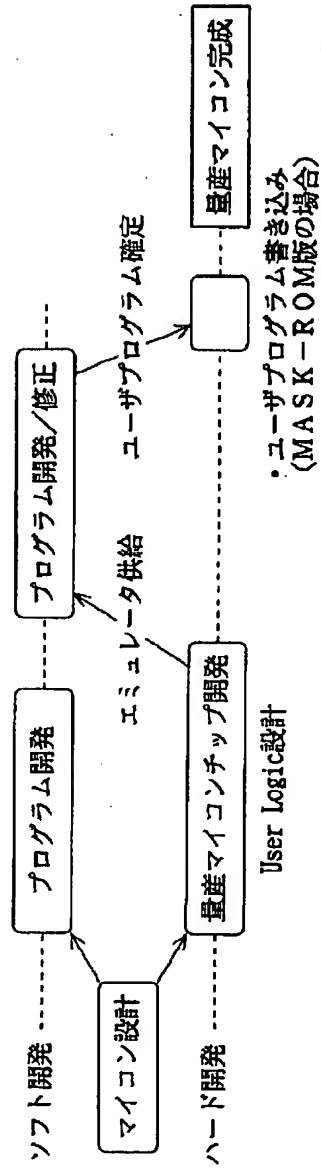 ソフト開発
プログラム開発
プログラム開発/修正
マイコン設計
エミュレータ供給
ユーザプログラム確定
ハード開発
量産マイコンチップ開発
量産マイコン完成
User Logic設計
・ユーザプログラム書き込み
(MASK-ROM版の場合)